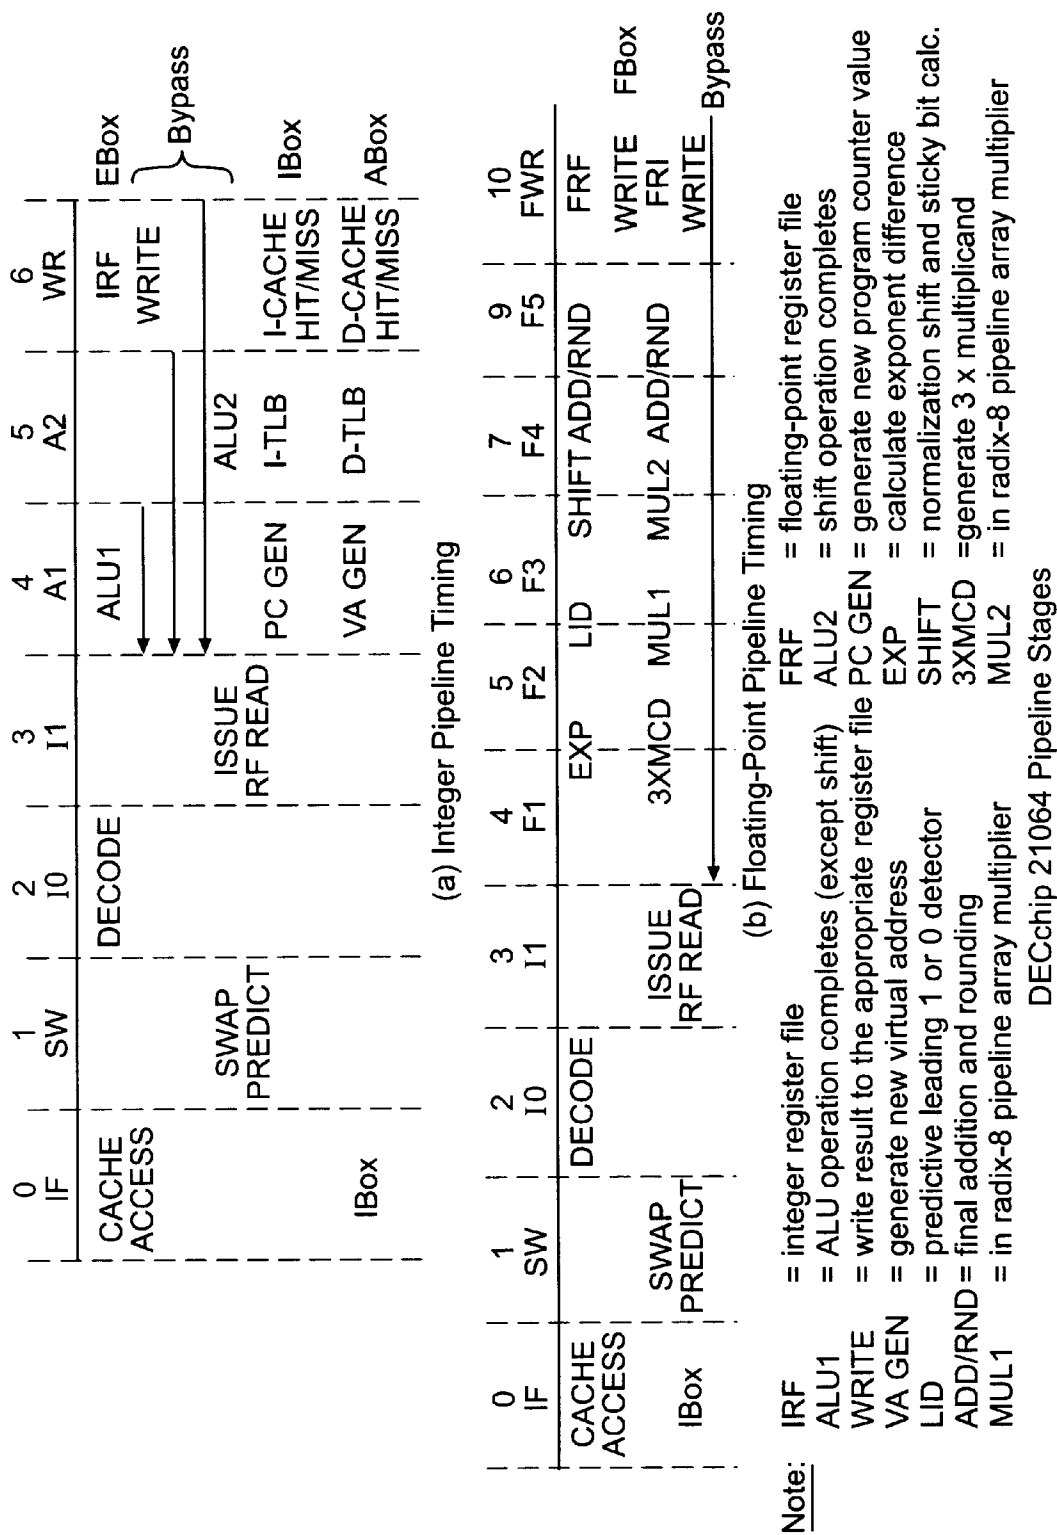 0 1 2 3 4 5 6
IF SW I0 I1 A1 A2 WR
CACHE ACCESS
DECODE
ALU1
IRF
EBox
WRITE
Bypass
SWAP PREDICT
ISSUE RF READ
ALU2
IBox
PC GEN
I-TLB
I-CACHE HIT/MISS
IBox
VA GEN
D-TLB
D-CACHE HIT/MISS
ABox
(a) Integer Pipeline Timing
0 1 2 3 4 5 6 7 9 10
IF SW I0 I1 F1 F2 F3 F4 F5 FWR
CACHE ACCESS
DECODE
EXP
LID
SHIFT
ADD/RND
FRF
WRITE
FBox
IBox
SWAP PREDICT
ISSUE RF READ
3XMCD
MUL1
MUL2
ADD/RND
FRI
WRITE
Bypass
(b) Floating-Point Pipeline Timing
Note:
IRF = integer register file
ALU1 = ALU operation completes (except shift)
WRITE = write result to the appropriate register file
VA GEN = generate new virtual address
LID = predictive leading 1 or 0 detector
ADD/RND = final addition and rounding
MUL1 = in radix-8 pipeline array multiplier
FRF = floating-point register file
ALU2 = shift operation completes
PC GEN = generate new program counter value
EXP = calculate exponent difference
SHIFT = normalization shift and sticky bit calc.
3XMCD =generate 3 x multiplicand
MUL2 = in radix-8 pipeline array multiplier
DECchip 21064 Pipeline Stages